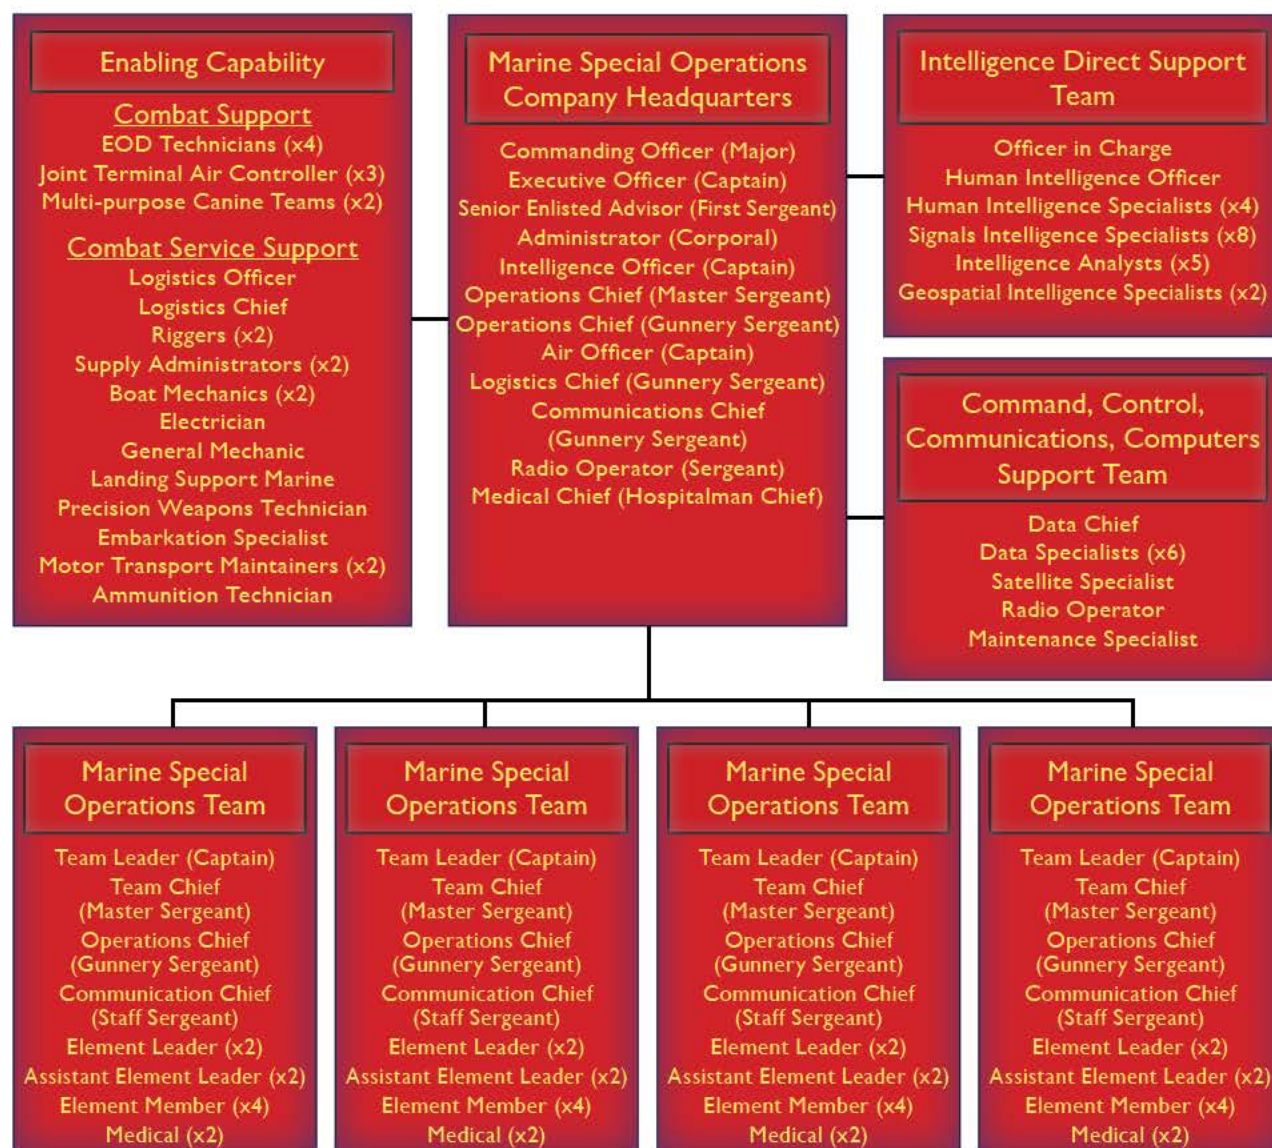 Enabling Capability
Combat Support
EOD Technicians (x4)
Joint Terminal Air Controller (x3)
Multi-purpose Canine Teams (x2)
Combat Service Support
Logistics Officer
Logistics Chief
Riggers (x2)
Supply Administrators (x2)
Boat Mechanics (x2)
Electrician
General Mechanic
Landing Support Marine
Precision Weapons Technician
Embarkation Specialist
Motor Transport Maintainers (x2)
Ammunition Technician
Marine Special Operations
Company Headquarters
Commanding Officer (Major)
Executive Officer (Captain)
Senior Enlisted Advisor (First Sergeant)
Administrator (Corporal)
Intelligence Officer (Captain)
Operations Chief (Master Sergeant)
Operations Chief (Gunnery Sergeant)
Air Officer (Captain)
Logistics Chief (Gunnery Sergeant)
Communications Chief
(Gunnery Sergeant)
Radio Operator (Sergeant)
Medical Chief (Hospitalman Chief)
Intelligence Direct Support
Team
Officer in Charge
Human Intelligence Officer
Human Intelligence Specialists (x4)
Signals Intelligence Specialists (x8)
Intelligence Analysts (x5)
Geospatial Intelligence Specialists (x2)
Command, Control,
Communications, Computers
Support Team
Data Chief
Data Specialists (x6)
Satellite Specialist
Radio Operator
Maintenance Specialist
Marine Special
Operations Team
Team Leader (Captain)
Team Chief
(Master Sergeant)
Operations Chief
(Gunnery Sergeant)
Communication Chief
(Staff Sergeant)
Element Leader (x2)
Assistant Element Leader (x2)
Element Member (x4)
Medical (x2)
Marine Special
Operations Team
Team Leader (Captain)
Team Chief
(Master Sergeant)
Operations Chief
(Gunnery Sergeant)
Communication Chief
(Staff Sergeant)
Element Leader (x2)
Assistant Element Leader (x2)
Element Member (x4)
Medical (x2)
Marine Special
Operations Team
Team Leader (Captain)
Team Chief
(Master Sergeant)
Operations Chief
(Gunnery Sergeant)
Communication Chief
(Staff Sergeant)
Element Leader (x2)
Assistant Element Leader (x2)
Element Member (x4)
Medical (x2)
Marine Special
Operations Team
Team Leader (Captain)
Team Chief
(Master Sergeant)
Operations Chief
(Gunnery Sergeant)
Communication Chief
(Staff Sergeant)
Element Leader (x2)
Assistant Element Leader (x2)
Element Member (x4)
Medical (x2)